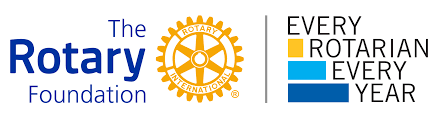 The
Rotary
Foundation
ROTARY
INTERNATIONAL
®
EVERY
ROTARIAN
EVERY
YEAR